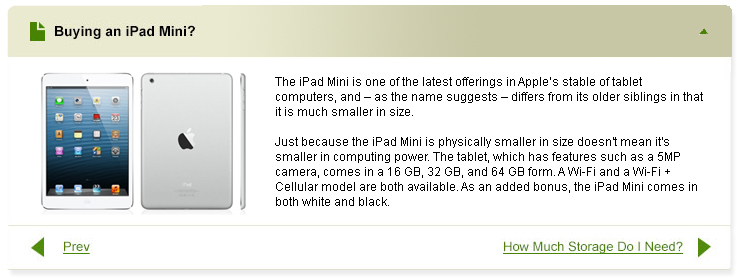 Buying an iPad Mini?
The iPad Mini is one of the latest offerings in Apple's stable of tablet
computers, and – as the name suggests – differs from its older siblings in that
it is much smaller in size.
Just because the iPad Mini is physically smaller in size doesn't mean it's
smaller in computing power. The tablet, which has features such as a 5MP
camera, comes in a 16 GB, 32 GB, and 64 GB form. A Wi-Fi and a Wi-Fi +
Cellular model are both available. As an added bonus, the iPad Mini comes in
both white and black.
Prev
How Much Storage Do I Need?